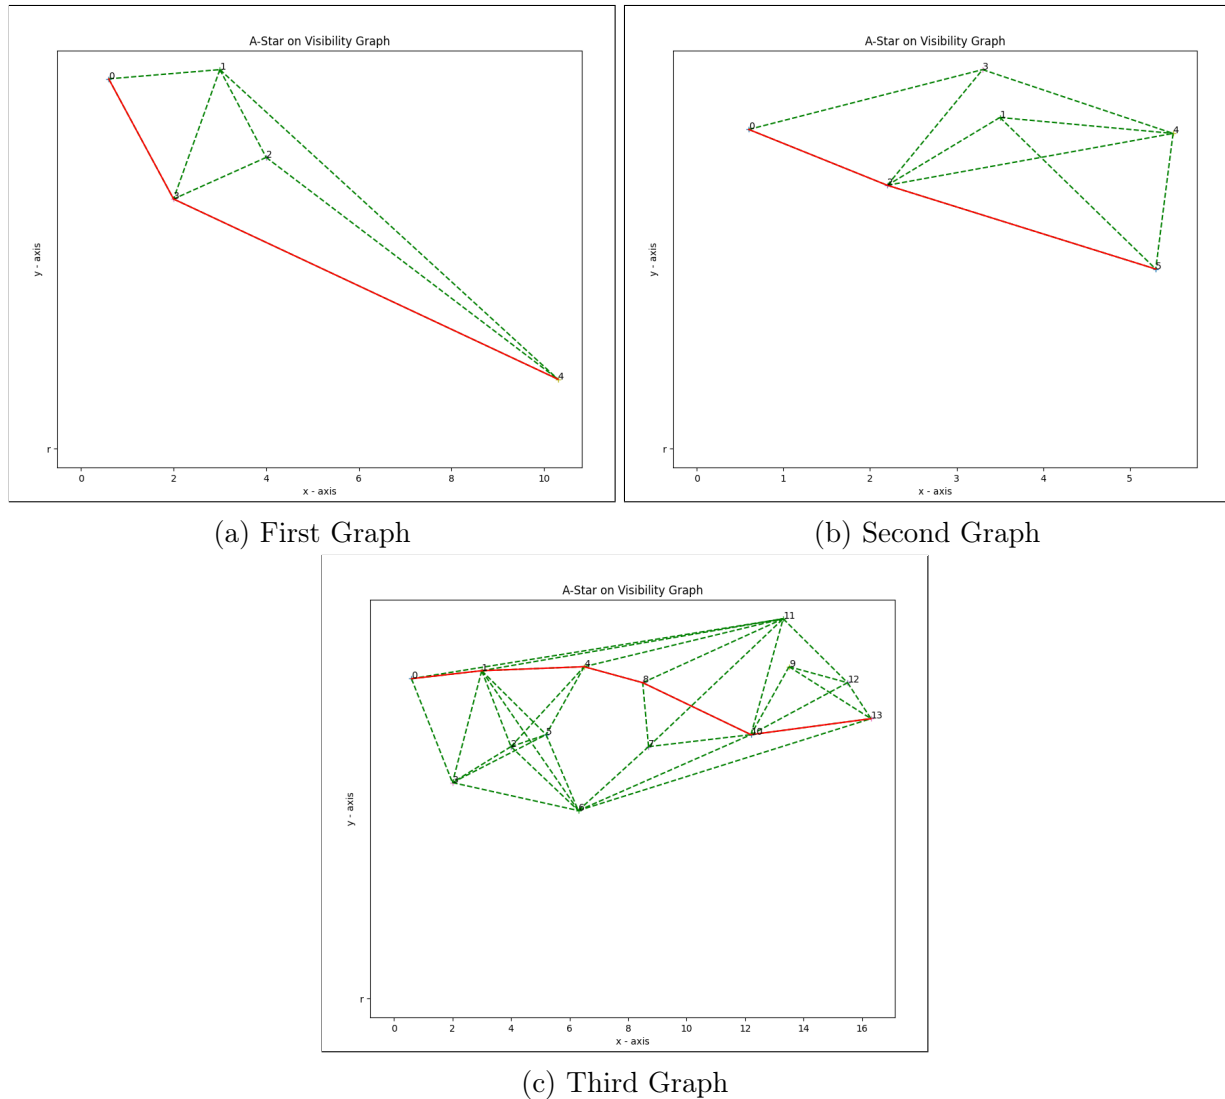 A-Star on Visibility Graph
0
1
2
3
4
y - axis
r
0 2 4 6 8 10
x - axis
(a) First Graph
A-Star on Visibility Graph
3
1
0
4
2
5
r
0 1 2 3 4 5
x - axis
(b) Second Graph
A-Star on Visibility Graph
11
4
1
9
0
8
12
13
5
10
2
7
3
6
y - axis
r
0 2 4 6 8 10 12 14 16
x - axis
(c) Third Graph
y - axis